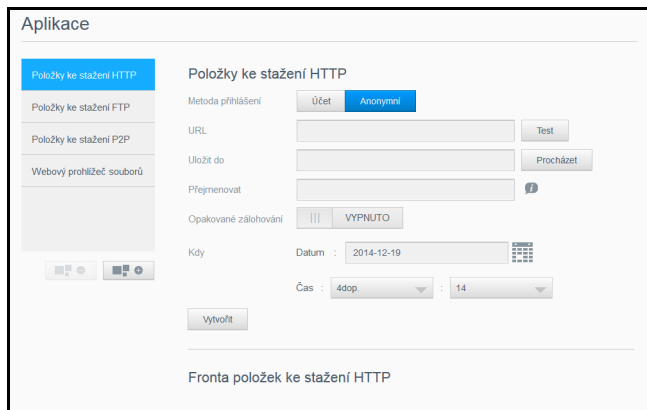 Aplikace
Položky ke stažení HTTP
Položky ke stažení FTP
Položky ke stažení P2P
Webový prohlížeč souborů
Položky ke stažení HTTP
Metoda přihlášení Účet Anonymní
URL Test
Uložit do Procházet
Přejmenovat i
Opakované zálohování VYPNUTO
Kdy Datum : 2014-12-19
Čas : 4dop. : 14
Vytvořit
Fronta položek ke stažení HTTP